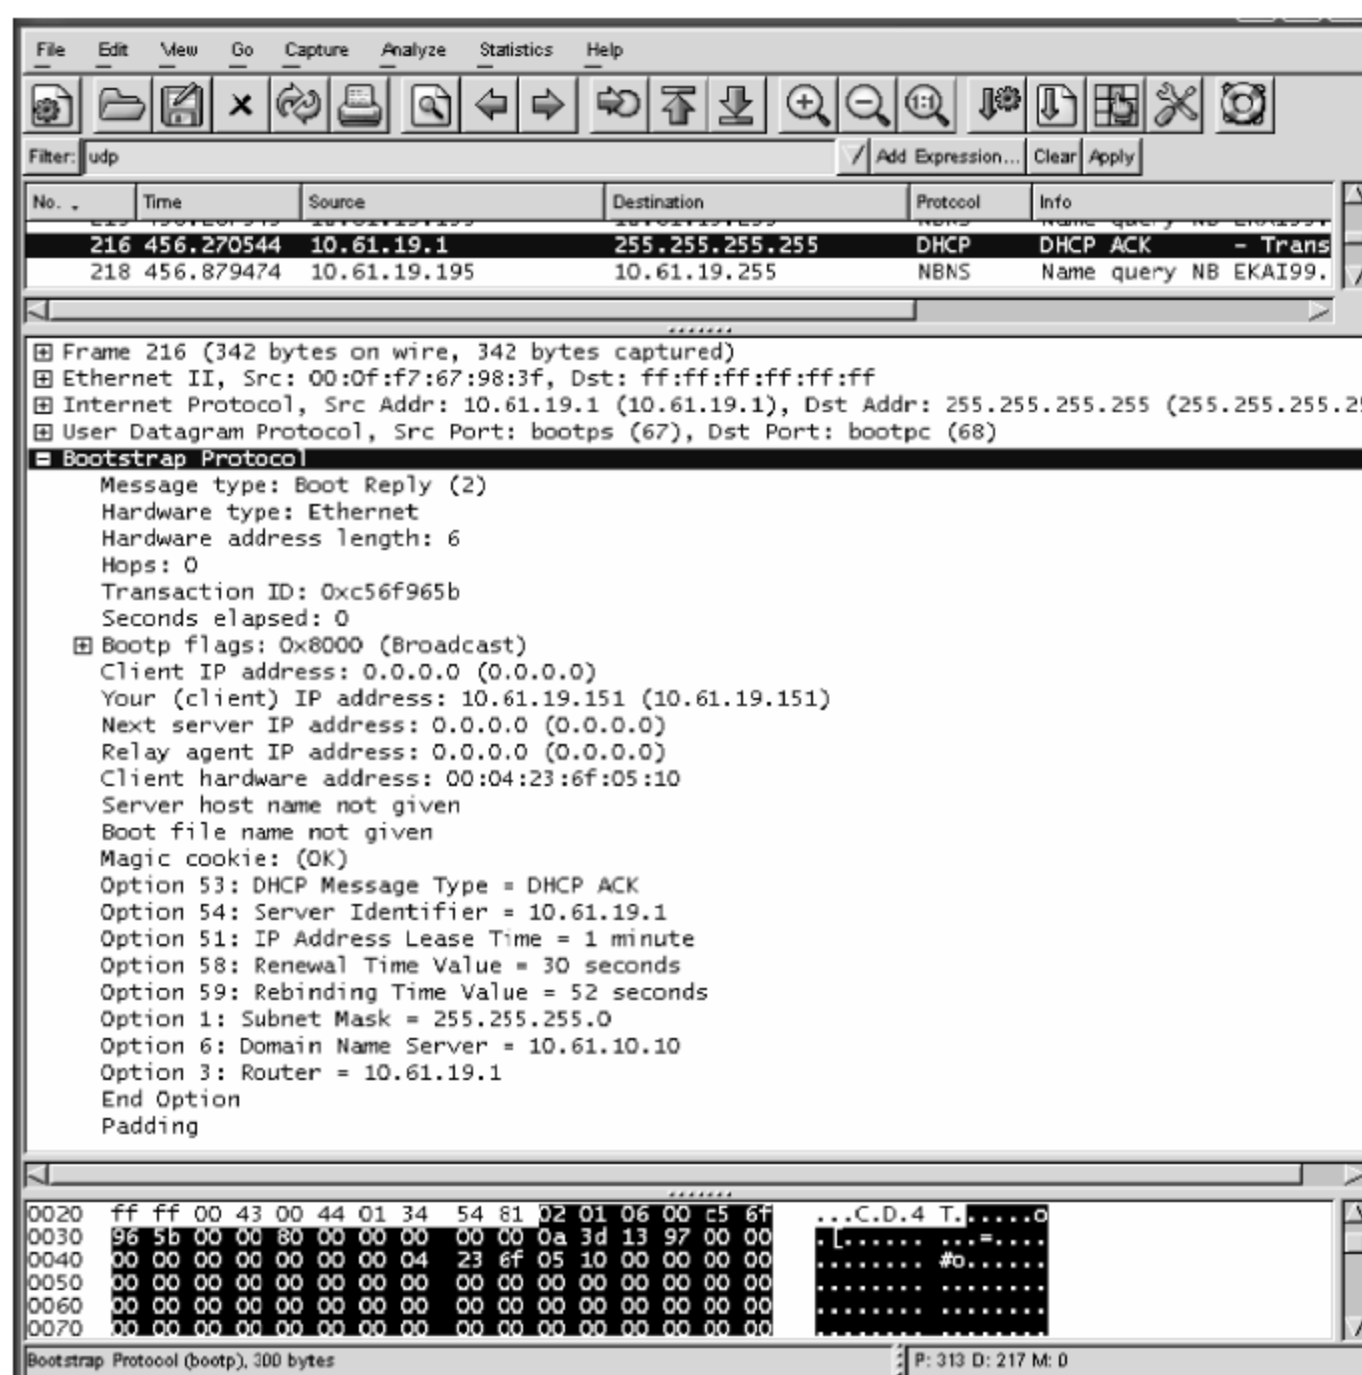 File Edit View Go Capture Analyze Statistics Help
Filter: udp Add Expression... Clear Apply
No. Time Source Destination Protocol Info
216 456.270544 10.61.19.1 255.255.255.255 DHCP DHCP ACK - Trans
218 456.879474 10.61.19.195 10.61.19.255 NBNS Name query NB EKAI99.
Frame 216 (342 bytes on wire, 342 bytes captured)
Ethernet II, Src: 00:0f:f7:67:98:3f, Dst: ff:ff:ff:ff:ff:ff
Internet Protocol, Src Addr: 10.61.19.1 (10.61.19.1), Dst Addr: 255.255.255.255 (255.255.255.25
User Datagram Protocol, Src Port: bootps (67), Dst Port: bootpc (68)
Bootstrap Protocol
Message type: Boot Reply (2)
Hardware type: Ethernet
Hardware address length: 6
Hops: 0
Transaction ID: 0xc56f965b
Seconds elapsed: 0
Bootp flags: 0x8000 (Broadcast)
Client IP address: 0.0.0.0 (0.0.0.0)
Your (client) IP address: 10.61.19.151 (10.61.19.151)
Next server IP address: 0.0.0.0 (0.0.0.0)
Relay agent IP address: 0.0.0.0 (0.0.0.0)
Client hardware address: 00:04:23:6f:05:10
Server host name not given
Boot file name not given
Magic cookie: (OK)
Option 53: DHCP Message Type = DHCP ACK
Option 54: Server Identifier = 10.61.19.1
Option 51: IP Address Lease Time = 1 minute
Option 58: Renewal Time Value = 30 seconds
Option 59: Rebinding Time Value = 52 seconds
Option 1: Subnet Mask = 255.255.255.0
Option 6: Domain Name Server = 10.61.10.10
Option 3: Router = 10.61.19.1
End Option
Padding
0020 ff ff 00 43 00 44 01 34 54 81 02 01 06 00 c5 6f ...C.D.4 T......o
0030 96 5b 00 00 80 00 00 00 00 00 0a 3d 13 97 00 00 .[...... ...=....
0040 00 00 00 00 00 00 00 04 23 6f 05 10 00 00 00 00 ........ #o......
0050 00 00 00 00 00 00 00 00 00 00 00 00 00 00 00 00 ........ ........
0060 00 00 00 00 00 00 00 00 00 00 00 00 00 00 00 00 ........ ........
0070 00 00 00 00 00 00 00 00 00 00 00 00 00 00 00 00 ........ ........
Bootstrap Protocol (bootp), 300 bytes P: 313 D: 217 M: 0